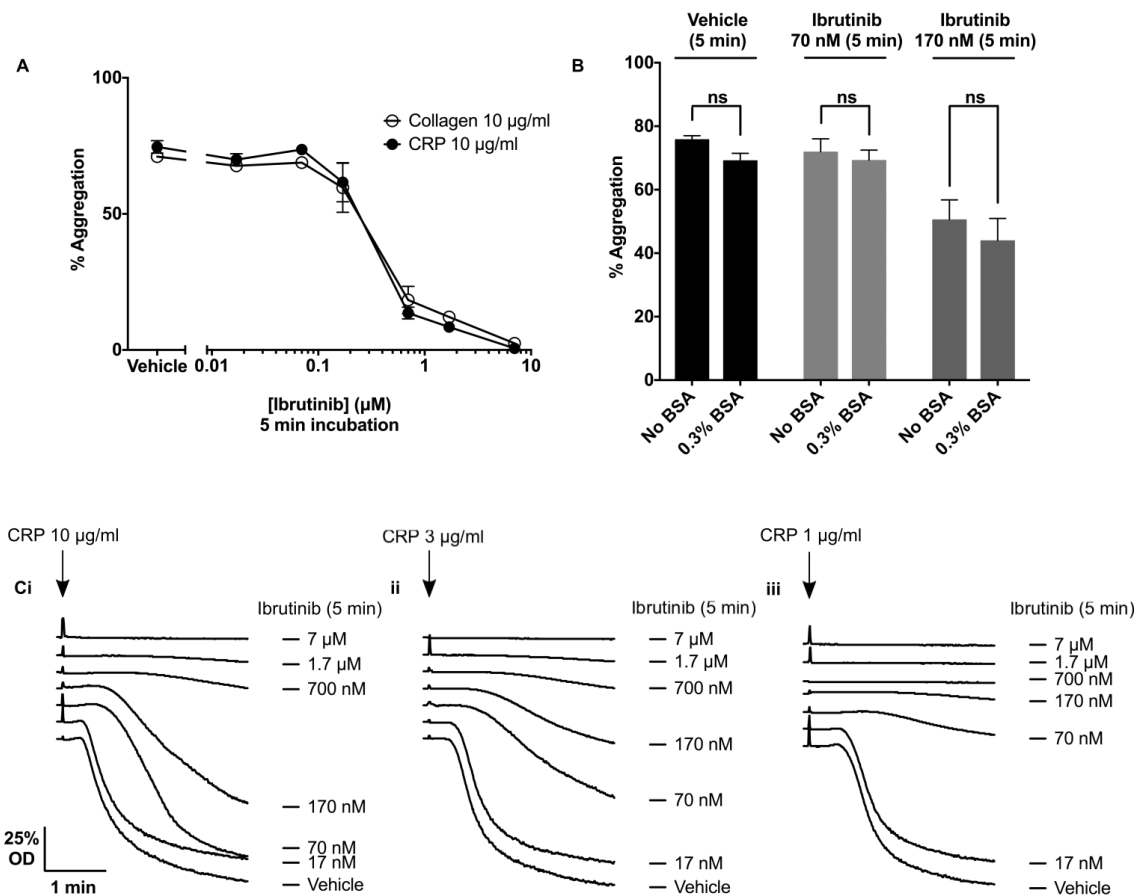 A
100
50
0
% Aggregation
Collagen 10 µg/ml
CRP 10 µg/ml
Vehicle 0.01 0.1 1 10
[Ibrutinib] (µM)
5 min incubation
B
Vehicle
(5 min)
Ibrutinib
70 nM (5 min)
Ibrutinib
170 nM (5 min)
100
80
60
40
20
0
% Aggregation
ns
ns
ns
No BSA
0.3% BSA
No BSA
0.3% BSA
No BSA
0.3% BSA
CRP 10 µg/ml
Ci
Ibrutinib (5 min)
7 µM
1.7 µM
700 nM
170 nM
70 nM
17 nM
Vehicle
25%
OD
1 min
CRP 3 µg/ml
ii
Ibrutinib (5 min)
7 µM
1.7 µM
700 nM
170 nM
70 nM
17 nM
Vehicle
CRP 1 µg/ml
iii
Ibrutinib (5 min)
7 µM
1.7 µM
700 nM
170 nM
70 nM
17 nM
Vehicle